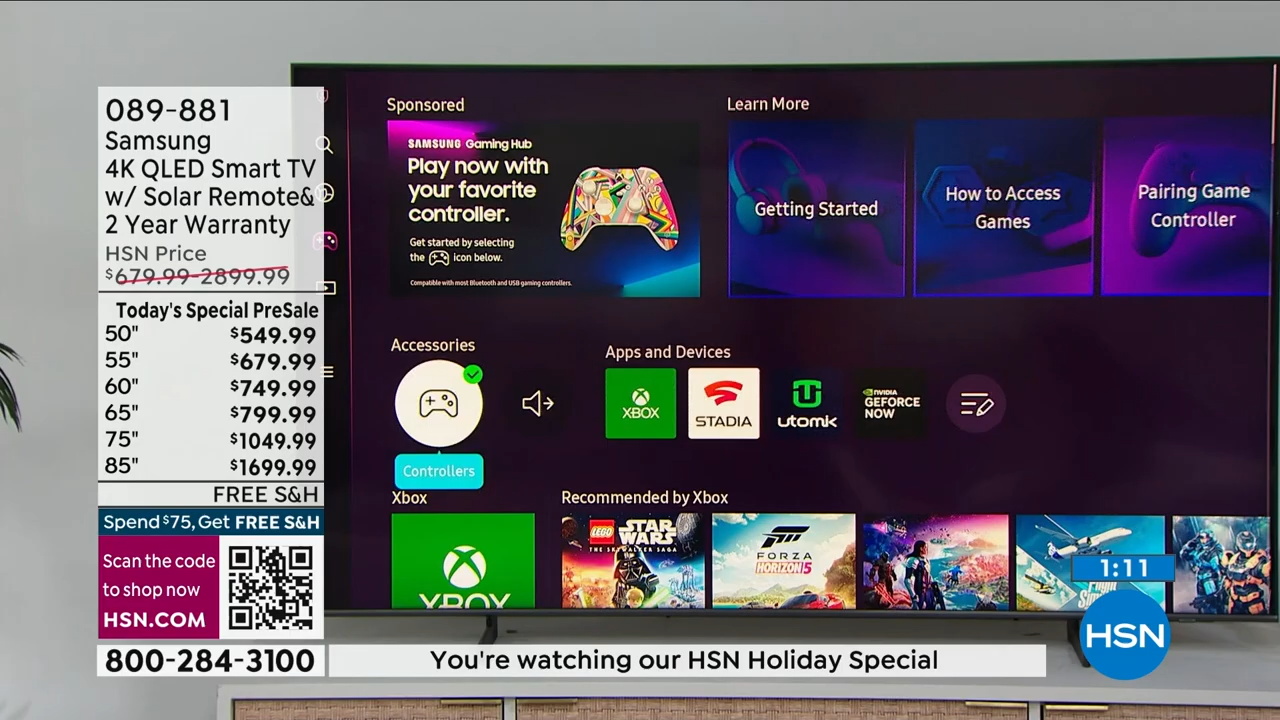 089-881
Samsung
4K QLED Smart TV
w/ Solar Remote&
2 Year Warranty
HSN Price
$679.99-2899.99
Today's Special PreSale
50" $549.99
55" $679.99
60" $749.99
65" $799.99
75" $1049.99
85" $1699.99
FREE S&H
Spend $75, Get FREE S&H
Scan the code
to shop now
HSN.COM
800-284-3100
Sponsored
SAMSUNG Gaming Hub
Play now with
your favorite
controller.
Get started by selecting
the icon below.
Compatible with most Bluetooth and USB gaming controllers.
Learn More
Getting Started
How to Access
Games
Pairing Game
Controller
Accessories
Controllers
Apps and Devices
XBOX
STADIA
utomik
NVIDIA
GEFORCE
NOW
Xbox
XBOX
Recommended by Xbox
LEGO STAR
WARS
THE SKYWALKER SAGA
FORZA
HORIZON 5
Flight
1:11
HSN
You're watching our HSN Holiday Special